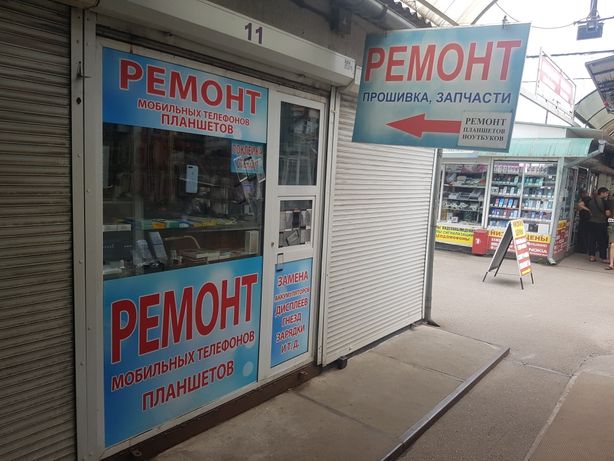 11
РЕМОНТ
МОБИЛЬНЫХ ТЕЛЕФОНОВ
ПЛАНШЕТОВ
РЕМОНТ
МОБИЛЬНЫХ ТЕЛЕФОНОВ
ПЛАНШЕТОВ
ЗАМЕНА
АККУМУЛЯТОРОВ
ДИСПЛЕЕВ
ГНЕЗД
ЗАРЯДКИ
И Т.Д.
РЕМОНТ
ПРОШИВКА, ЗАПЧАСТИ
РЕМОНТ
ПЛАНШЕТОВ
НОУТБУКОВ